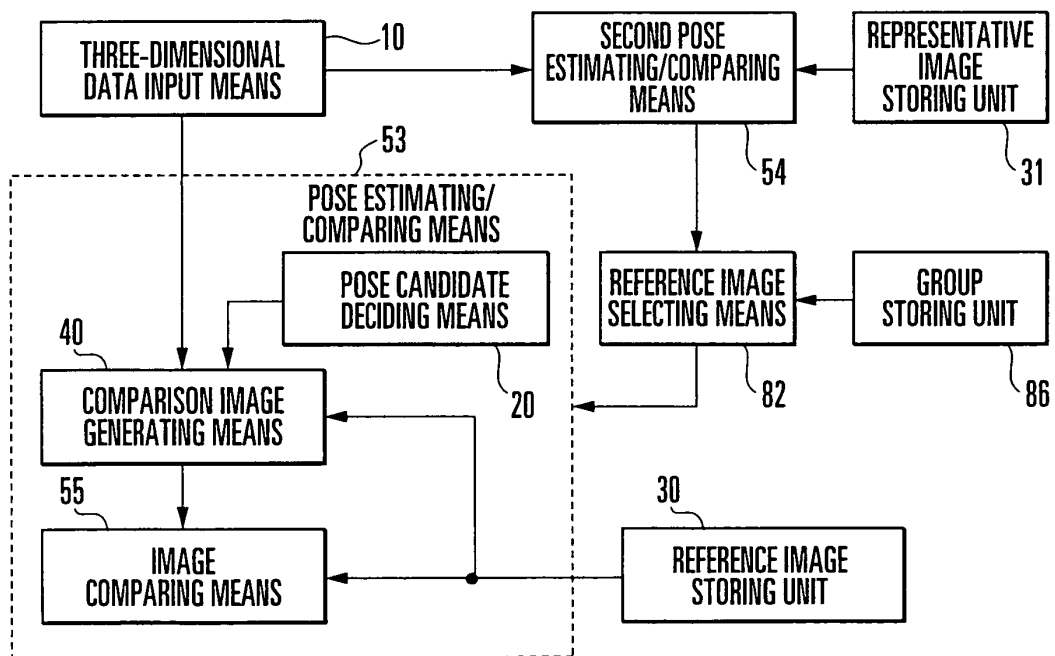 THREE-DIMENSIONAL
DATA INPUT MEANS
10
SECOND POSE
ESTIMATING/COMPARING
MEANS
54
REPRESENTATIVE
IMAGE
STORING UNIT
31
53
POSE ESTIMATING/
COMPARING MEANS
POSE CANDIDATE
DECIDING MEANS
20
REFERENCE IMAGE
SELECTING MEANS
82
GROUP
STORING UNIT
86
40
COMPARISON IMAGE
GENERATING MEANS
55
IMAGE
COMPARING MEANS
30
REFERENCE IMAGE
STORING UNIT